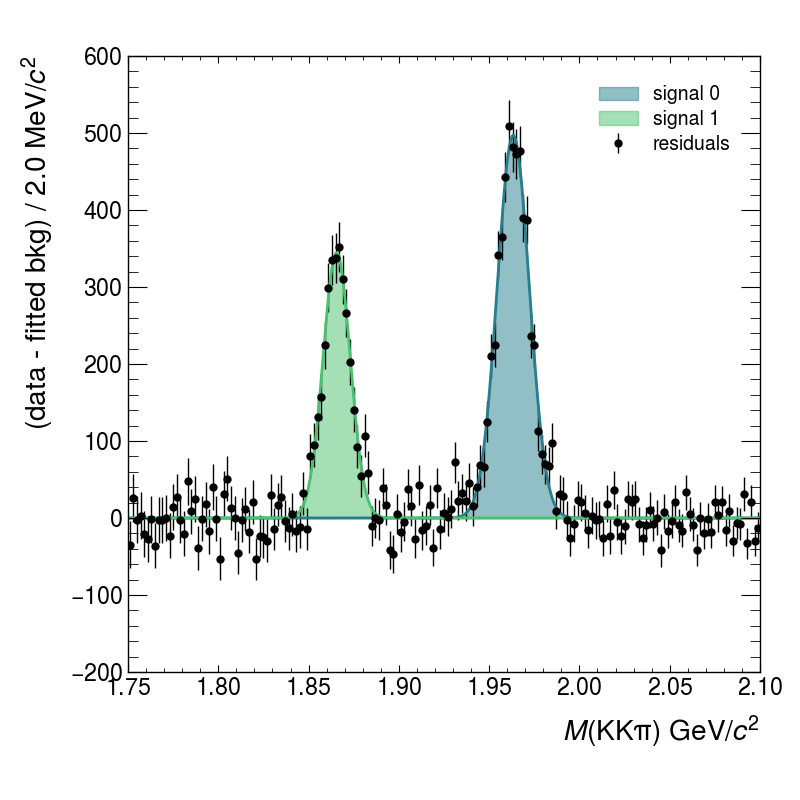 (data - fitted bkg) / 2.0 MeV/c²
600
500
400
300
200
100
0
−100
−200
signal 0
signal 1
residuals
1.75 1.80 1.85 1.90 1.95 2.00 2.05 2.10
M(KKπ) GeV/c²